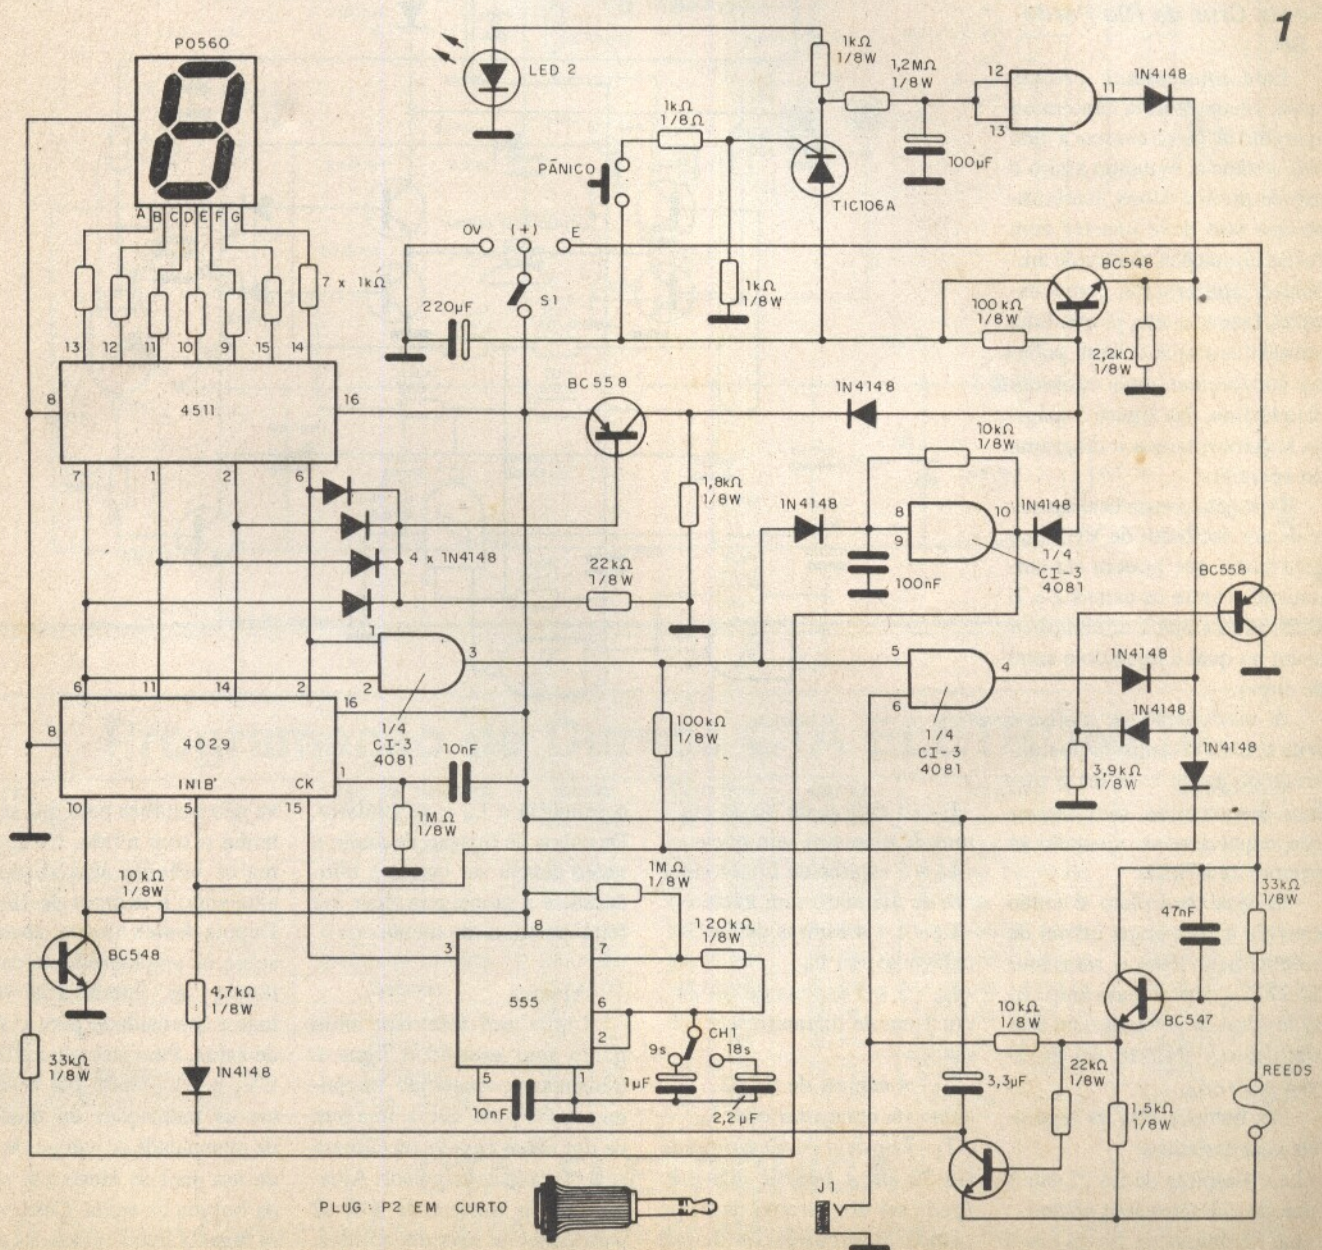 1
PO560
A B C D E F G
LED 2
1kΩ
1/8W
1,2MΩ
1/8W
12
13
11
1N4148
100µF
1kΩ
1/8Ω
PÂNICO
TIC106A
0V
(+)
E
S1
220µF
1kΩ
1/8W
7 x 1kΩ
13 12 11 10 9 15 14
BC548
100kΩ
1/8W
2,2kΩ
1/8W
8
4511
16
7 1 2 6
BC558
1N4148
1,8kΩ
1/8W
10kΩ
1/8W
1N4148
8
9
10
1N4148
1/4
CI-3
4081
100nF
4 x 1N4148
22kΩ
1/8W
BC558
1
2
3
1/4
CI-3
4081
5
6
4
1/4
CI-3
4081
1N4148
1N4148
1N4148
3,9kΩ
1/8W
100kΩ
1/8W
6 11 14 2
16
8
4029
INIB'
CK
1
10 5 15
10nF
1MΩ
1/8W
10kΩ
1/8W
BC548
4,7kΩ
1/8W
33kΩ
1/8W
1N4148
1MΩ
1/8W
120kΩ
1/8W
8
3
7
555
6
2
5
1
10nF
CH1
9s
18s
1µF
2,2µF
47nF
33kΩ
1/8W
BC547
10kΩ
1/8W
22kΩ
1/8W
3,3µF
1,5kΩ
1/8W
REEDS
J1
PLUG: P2 EM CURTO